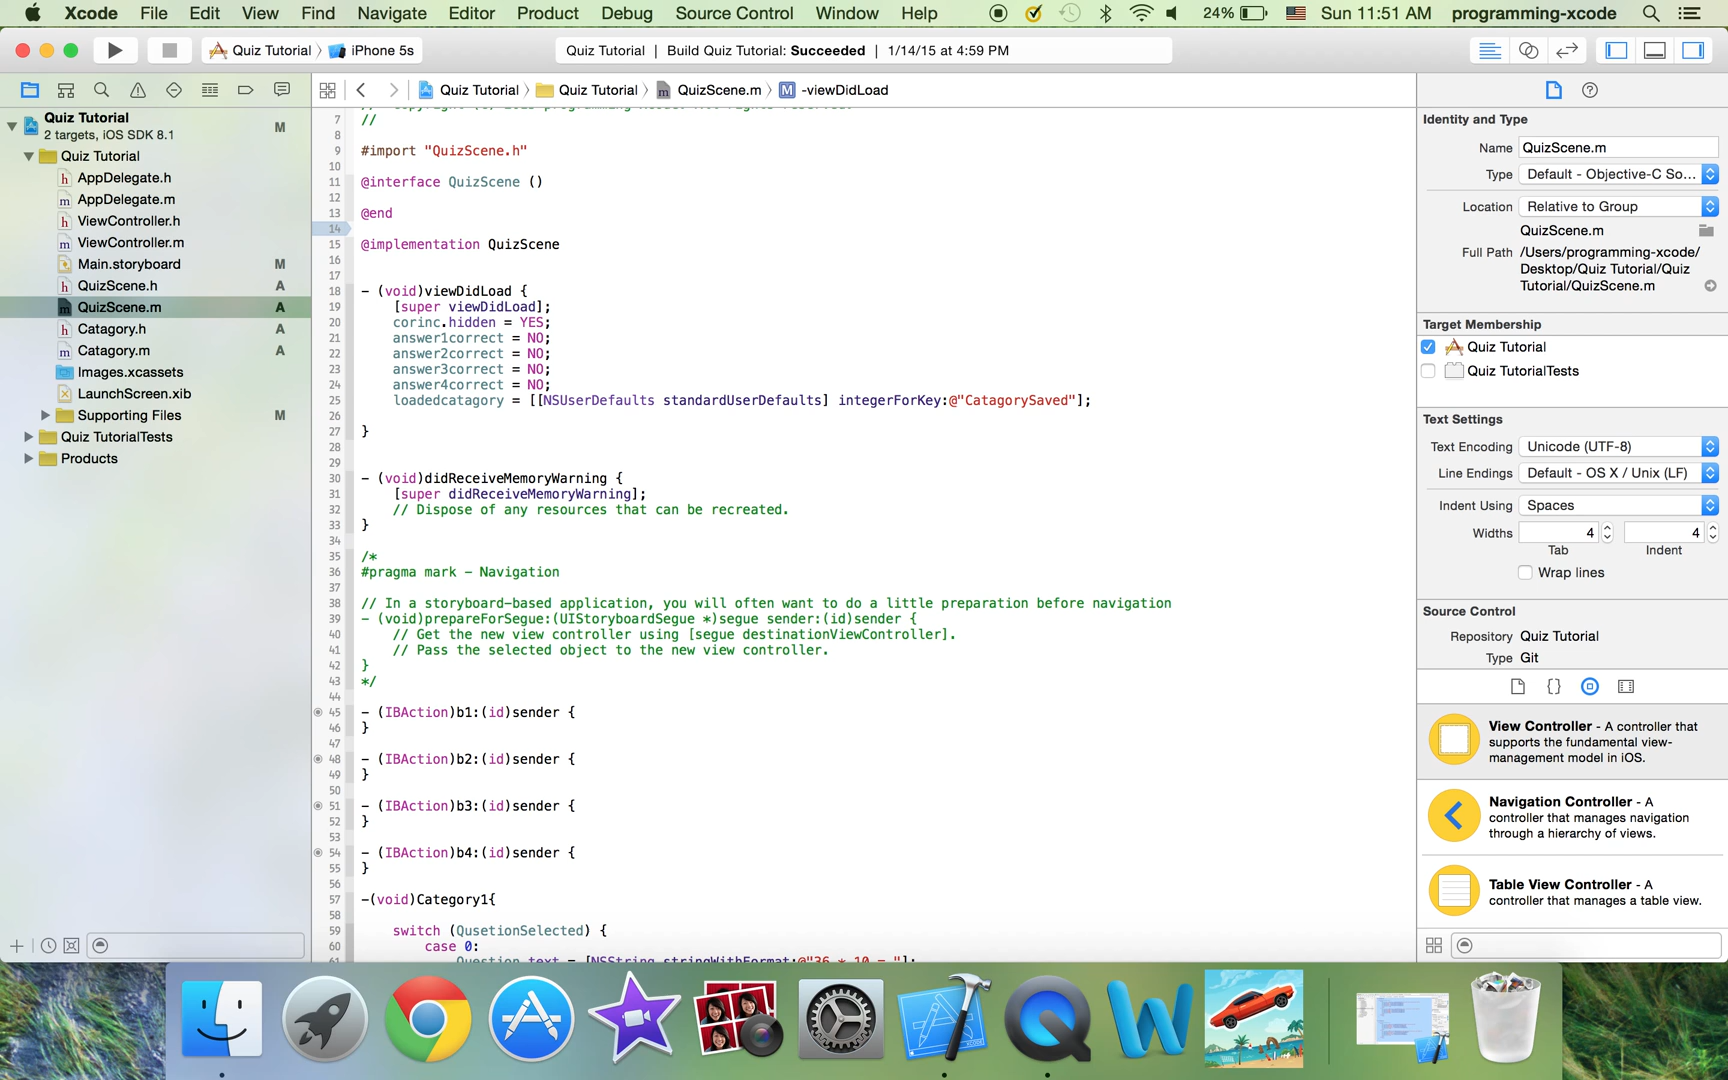 Xcode File Edit View Find Navigate Editor Product Debug Source Control Window Help 24% Sun 11:51 AM programming-xcode
Quiz Tutorial iPhone 5s Quiz Tutorial | Build Quiz Tutorial: Succeeded | 1/14/15 at 4:59 PM
Quiz Tutorial Quiz Tutorial QuizScene.m M -viewDidLoad
Quiz Tutorial M
2 targets, iOS SDK 8.1
Quiz Tutorial
h AppDelegate.h
m AppDelegate.m
h ViewController.h
m ViewController.m
Main.storyboard M
h QuizScene.h A
m QuizScene.m A
h Catagory.h A
m Catagory.m A
Images.xcassets
LaunchScreen.xib
Supporting Files M
Quiz TutorialTests
Products
7 //
8
9 #import "QuizScene.h"
10
11 @interface QuizScene ()
12
13 @end
14
15 @implementation QuizScene
16
17
18 - (void)viewDidLoad {
19 [super viewDidLoad];
20 corinc.hidden = YES;
21 answer1correct = NO;
22 answer2correct = NO;
23 answer3correct = NO;
24 answer4correct = NO;
25 loadedcatagory = [[NSUserDefaults standardUserDefaults] integerForKey:@"CatagorySaved"];
26
27 }
28
29
30 - (void)didReceiveMemoryWarning {
31 [super didReceiveMemoryWarning];
32 // Dispose of any resources that can be recreated.
33 }
34
35 /*
36 #pragma mark - Navigation
37
38 // In a storyboard-based application, you will often want to do a little preparation before navigation
39 - (void)prepareForSegue:(UIStoryboardSegue *)segue sender:(id)sender {
40 // Get the new view controller using [segue destinationViewController].
41 // Pass the selected object to the new view controller.
42 }
43 */
44
45 - (IBAction)b1:(id)sender {
46 }
47
48 - (IBAction)b2:(id)sender {
49 }
50
51 - (IBAction)b3:(id)sender {
52 }
53
54 - (IBAction)b4:(id)sender {
55 }
56
57 -(void)Category1{
58
59 switch (QusetionSelected) {
60 case 0:
61 Question.text = [NSString stringWithFormat:@"36 * 10 = "];
Identity and Type
Name QuizScene.m
Type Default - Objective-C So...
Location Relative to Group
QuizScene.m
Full Path /Users/programming-xcode/
Desktop/Quiz Tutorial/Quiz
Tutorial/QuizScene.m
Target Membership
Quiz Tutorial
Quiz TutorialTests
Text Settings
Text Encoding Unicode (UTF-8)
Line Endings Default - OS X / Unix (LF)
Indent Using Spaces
Widths 4 4
Tab Indent
Wrap lines
Source Control
Repository Quiz Tutorial
Type Git
View Controller - A controller that
supports the fundamental view-
management model in iOS.
Navigation Controller - A
controller that manages navigation
through a hierarchy of views.
Table View Controller - A
controller that manages a table view.